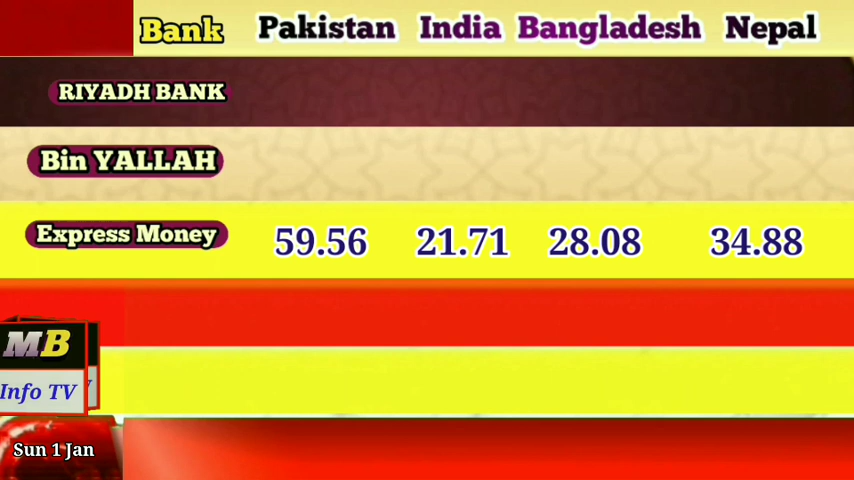 Bank Pakistan India Bangladesh Nepal
RIYADH BANK
Bin YALLAH
Express Money 59.56 21.71 28.08 34.88
MB
Info TV
Sun 1 Jan